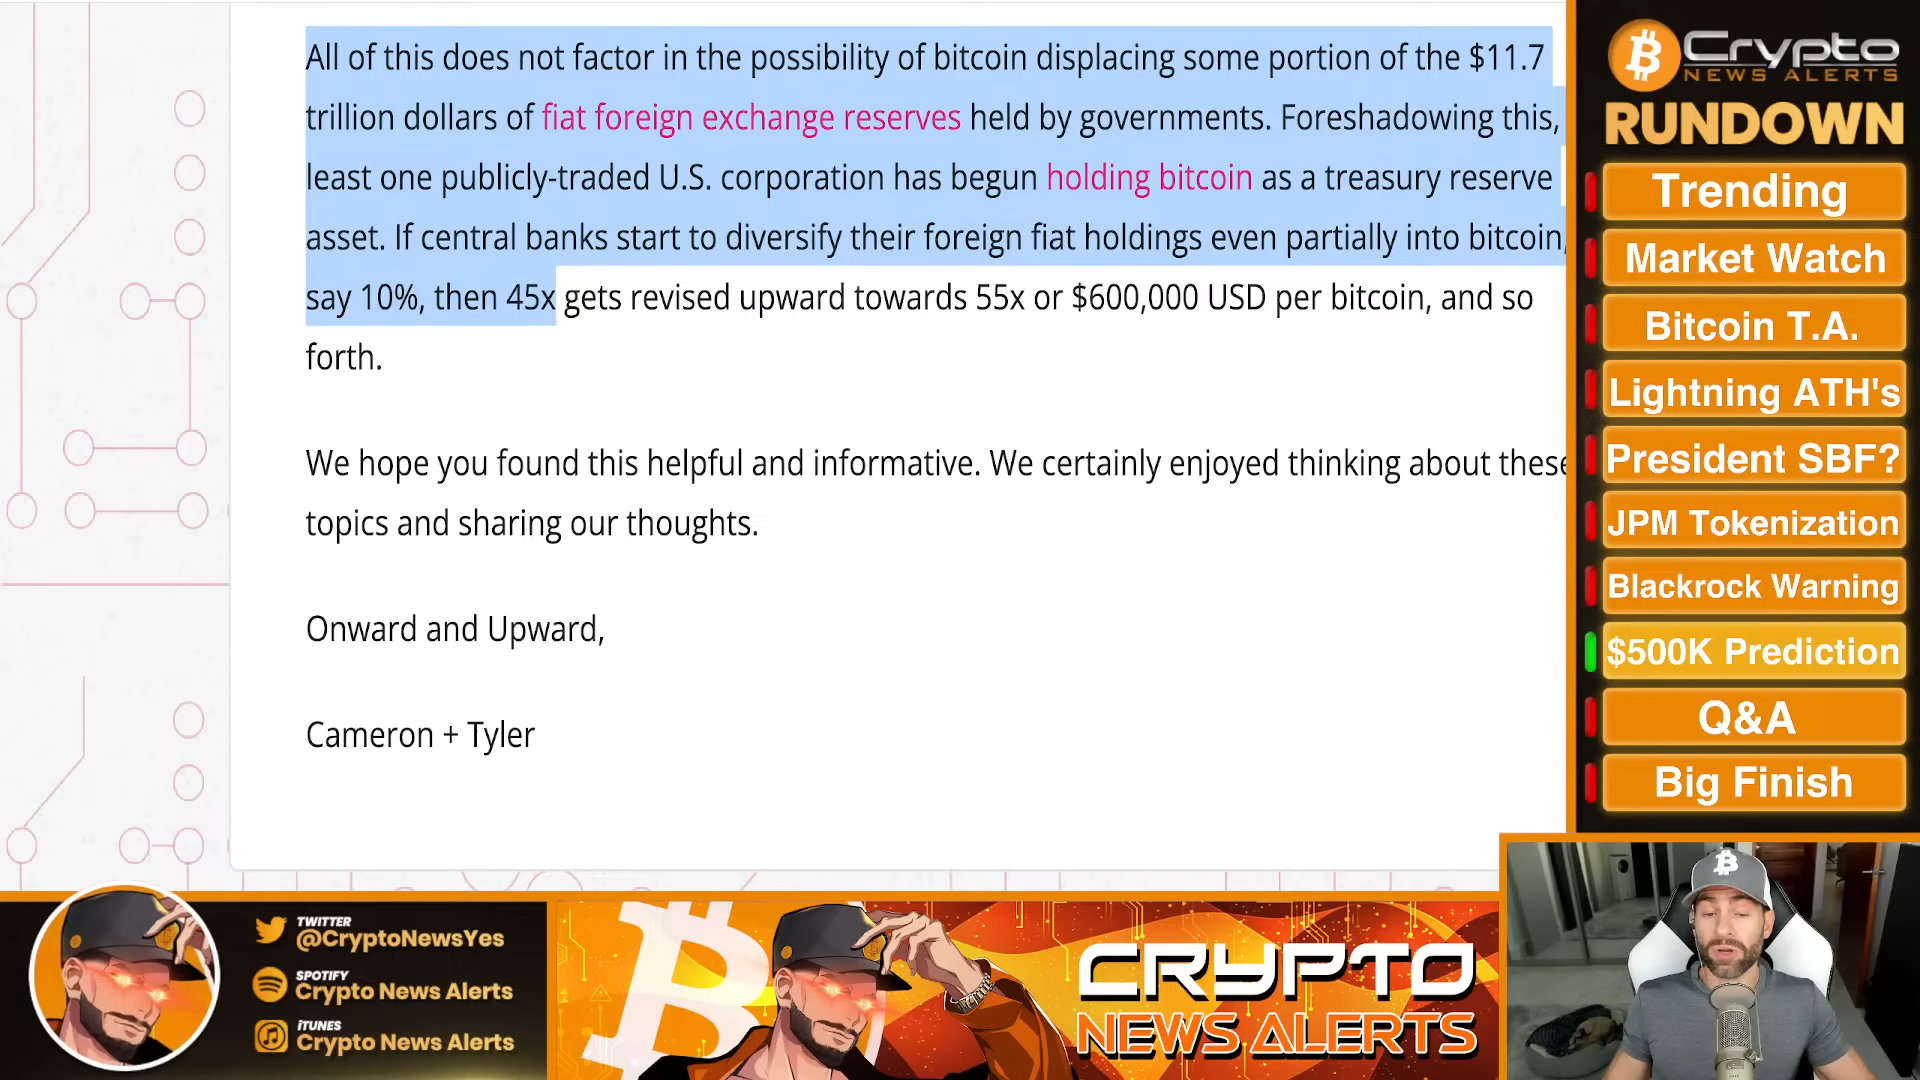 All of this does not factor in the possibility of bitcoin displacing some portion of the $11.7
trillion dollars of fiat foreign exchange reserves held by governments. Foreshadowing this,
least one publicly-traded U.S. corporation has begun holding bitcoin as a treasury reserve
asset. If central banks start to diversify their foreign fiat holdings even partially into bitcoin,
say 10%, then 45x gets revised upward towards 55x or $600,000 USD per bitcoin, and so
forth.
We hope you found this helpful and informative. We certainly enjoyed thinking about these
topics and sharing our thoughts.
Onward and Upward,
Cameron + Tyler
Crypto
NEWS ALERTS
RUNDOWN
Trending
Market Watch
Bitcoin T.A.
Lightning ATH's
President SBF?
JPM Tokenization
Blackrock Warning
$500K Prediction
Q&A
Big Finish
TWITTER
@CryptoNewsYes
SPOTIFY
Crypto News Alerts
iTUNES
Crypto News Alerts
CRYPTO
NEWS ALERTS